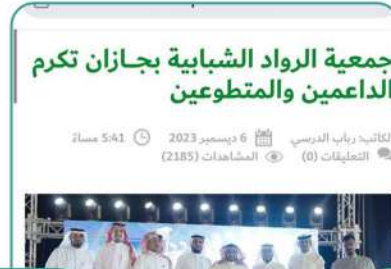 جمعية الرواد الشبابية بجازان تكرم
الداعمين والمتطوعين
الكاتب: رباب الدرسي 6 ديسمبر 2023 5:41 مساءً
التعليقات (0) المشاهدات (2185)